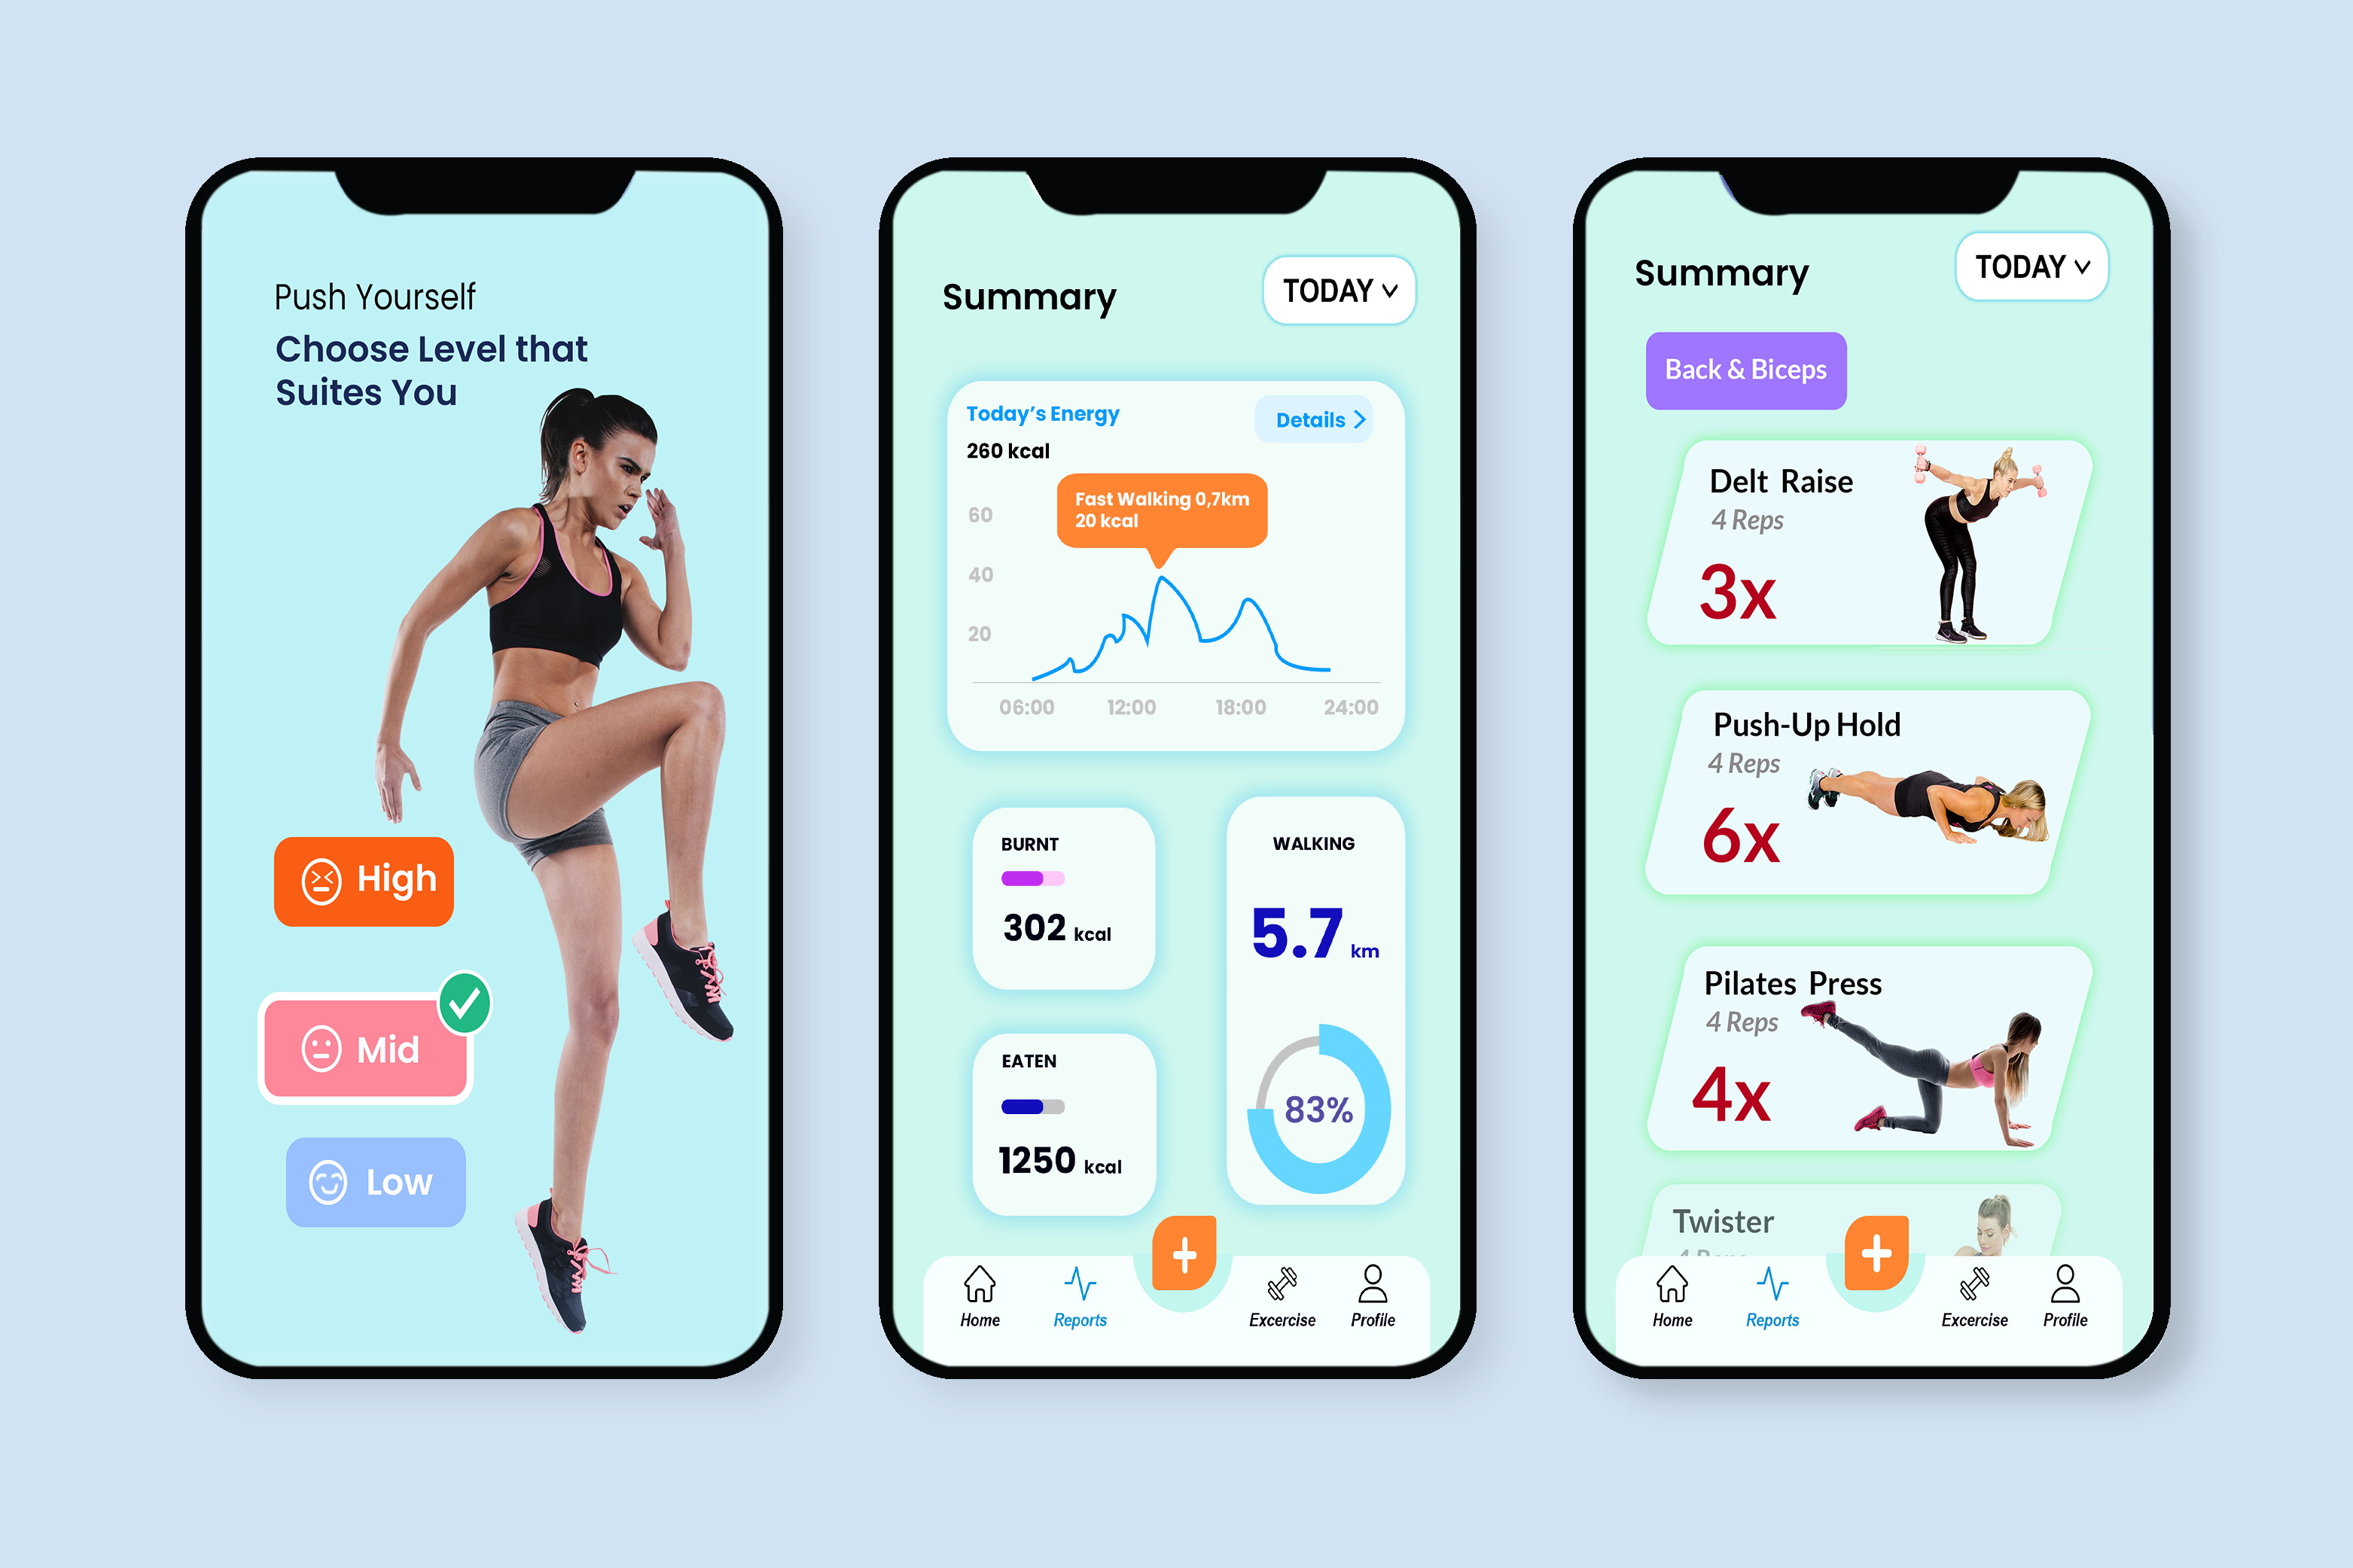 Push Yourself
Choose Level that
Suites You
High
Mid
Low
Summary
TODAY
Today's Energy
Details
260 kcal
Fast Walking 0,7km
20 kcal
60
40
20
06:00 12:00 18:00 24:00
BURNT
302 kcal
WALKING
5.7 km
EATEN
1250 kcal
83%
Home
Reports
Excercise
Profile
Summary
TODAY
Back & Biceps
Delt Raise
4 Reps
3x
Push-Up Hold
4 Reps
6x
Pilates Press
4 Reps
4x
Twister
4 Reps
Home
Reports
Excercise
Profile